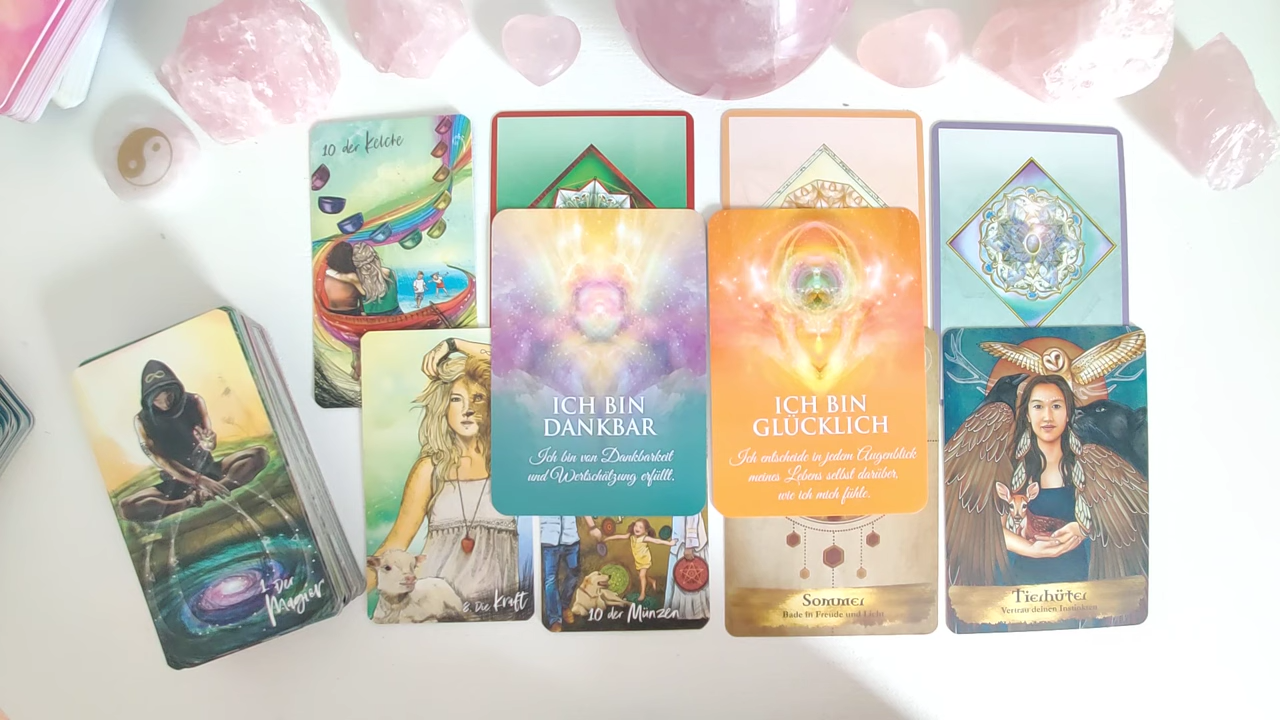 10 der Kelche
ICH BIN
DANKBAR
Ich bin von Dankbarkeit
und Wertschätzung erfüllt.
ICH BIN
GLÜCKLICH
Ich entscheide in jedem Augenblick
meines Lebens selbst darüber,
wie ich mich fühle.
1. Der
Magier
8. Die Kraft
10 der Münzen
Sommer
Bade in Freude und Licht
Tierhüter
Vertrau deinen Instinkten